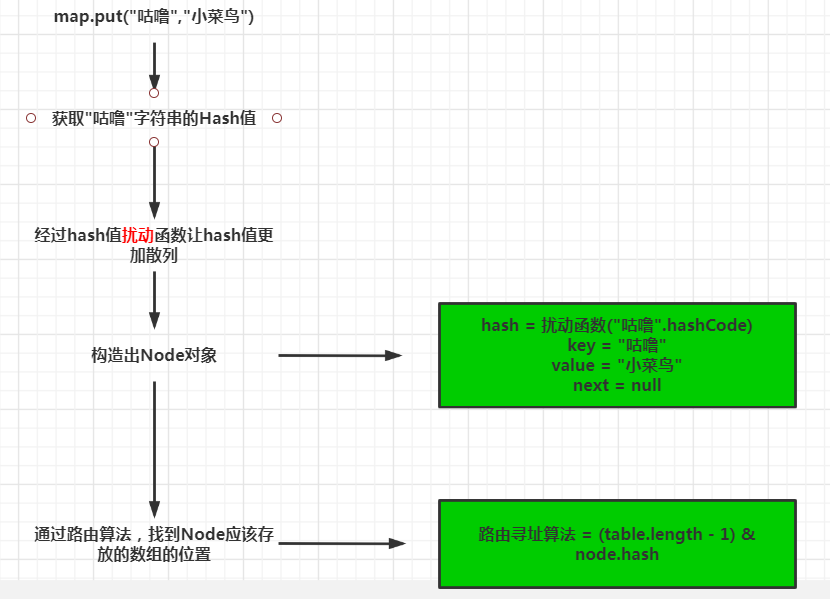 map.put("咕噜","小菜鸟")
获取"咕噜"字符串的Hash值
经过hash值扰动函数让hash值更
加散列
构造出Node对象
hash = 扰动函数("咕噜".hashCode)
key = "咕噜"
value = "小菜鸟"
next = null
通过路由算法，找到Node应该存
放的数组的位置
路由寻址算法 = (table.length - 1) &
node.hash